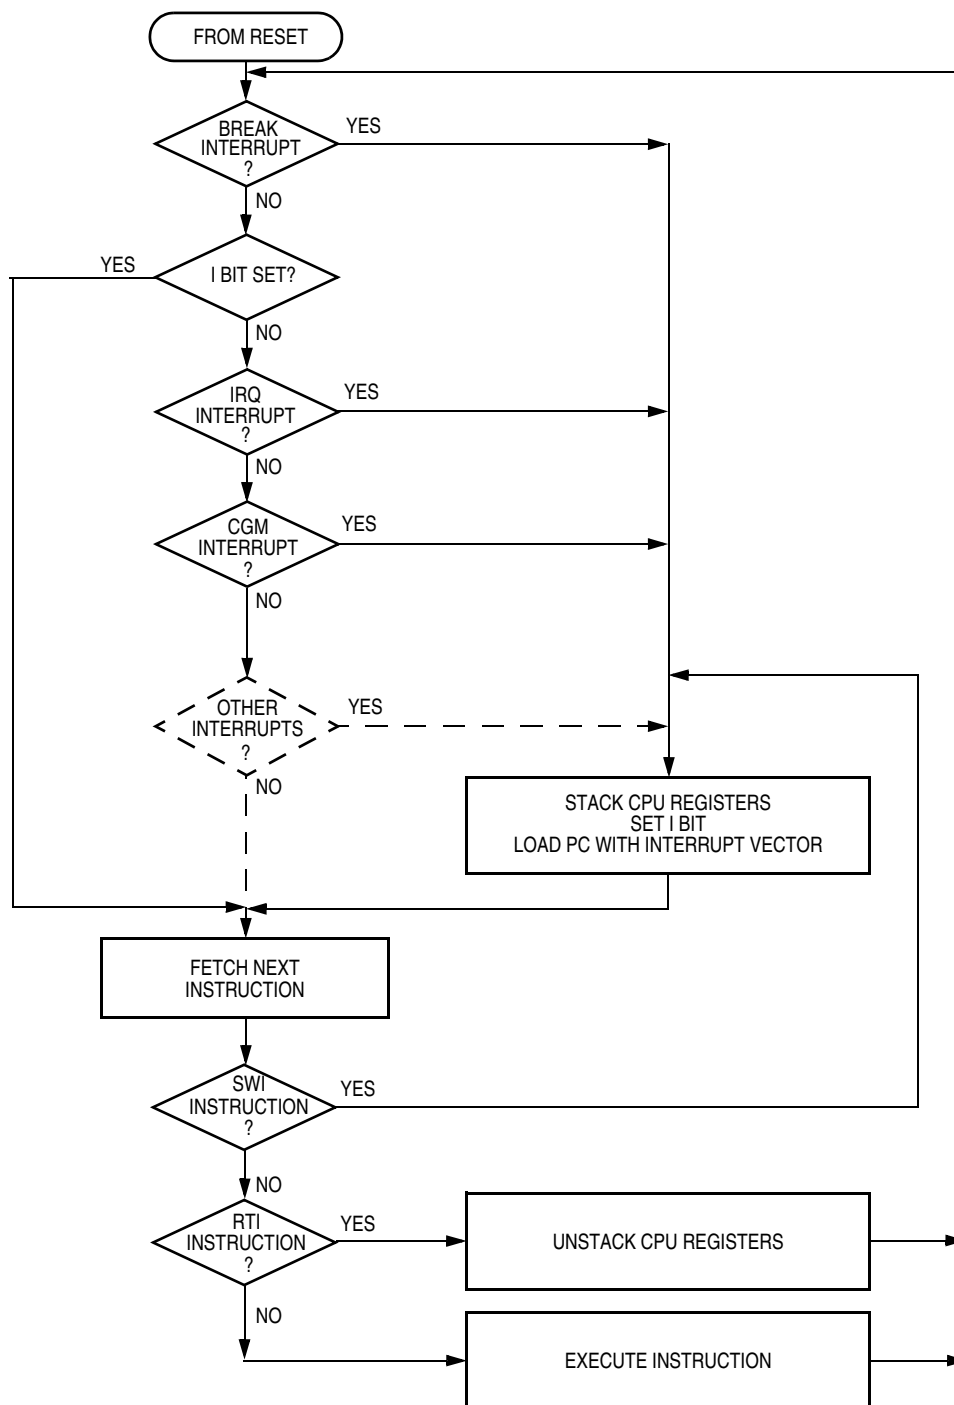 FROM RESET
BREAK
INTERRUPT
?
YES
NO
I BIT SET?
YES
NO
IRQ
INTERRUPT
?
YES
NO
CGM
INTERRUPT
?
YES
NO
OTHER
INTERRUPTS
?
YES
NO
STACK CPU REGISTERS
SET I BIT
LOAD PC WITH INTERRUPT VECTOR
FETCH NEXT
INSTRUCTION
SWI
INSTRUCTION
?
YES
NO
RTI
INSTRUCTION
?
YES
UNSTACK CPU REGISTERS
NO
EXECUTE INSTRUCTION